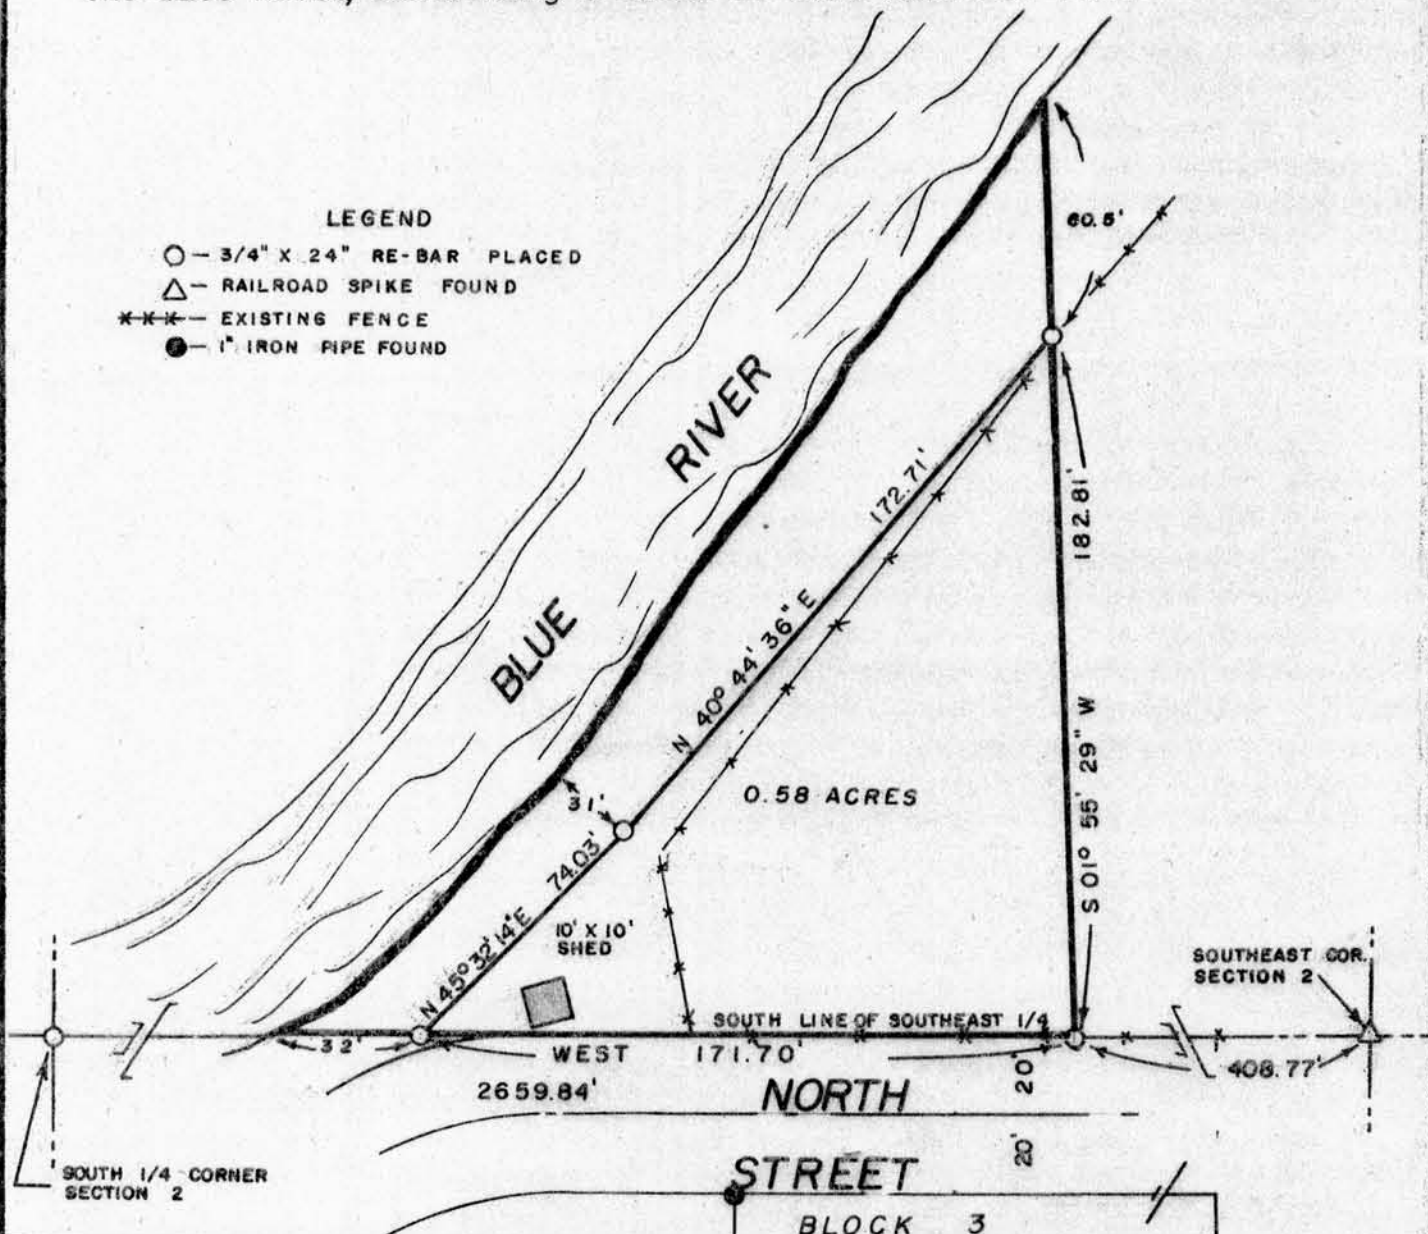 LEGEND
3/4" X 24" RE-BAR PLACED
RAILROAD SPIKE FOUND
EXISTING FENCE
1" IRON PIPE FOUND
60.5'
BLUE RIVER
172.71'
182.81'
N 40° 44' 36" E
S 01° 55' 29" W
31'
0.58 ACRES
74.03'
N 45° 32' 14" E
10' X 10'
SHED
SOUTHEAST COR.
SECTION 2
SOUTH LINE OF SOUTHEAST 1/4
32'
WEST 171.70'
408.77'
2659.84'
20'
NORTH
20'
STREET
SOUTH 1/4 CORNER
SECTION 2
BLOCK 3